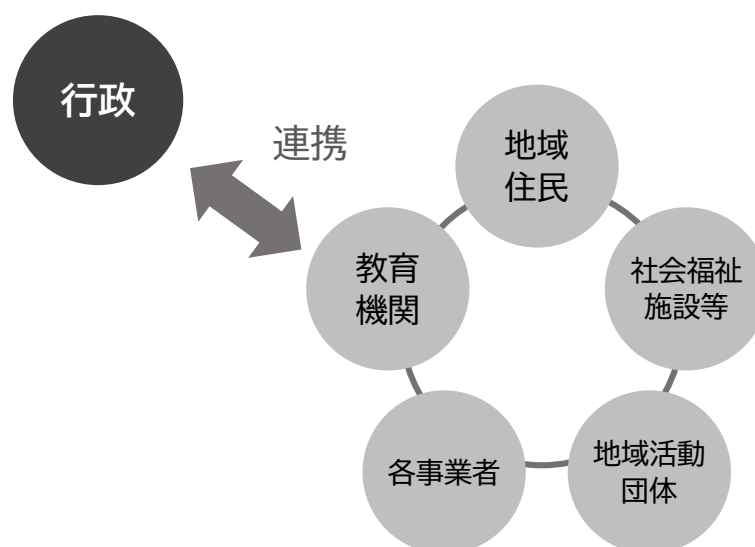 行政
連携
地域
住民
教育
機関
社会福祉
施設等
各事業者
地域活動
団体